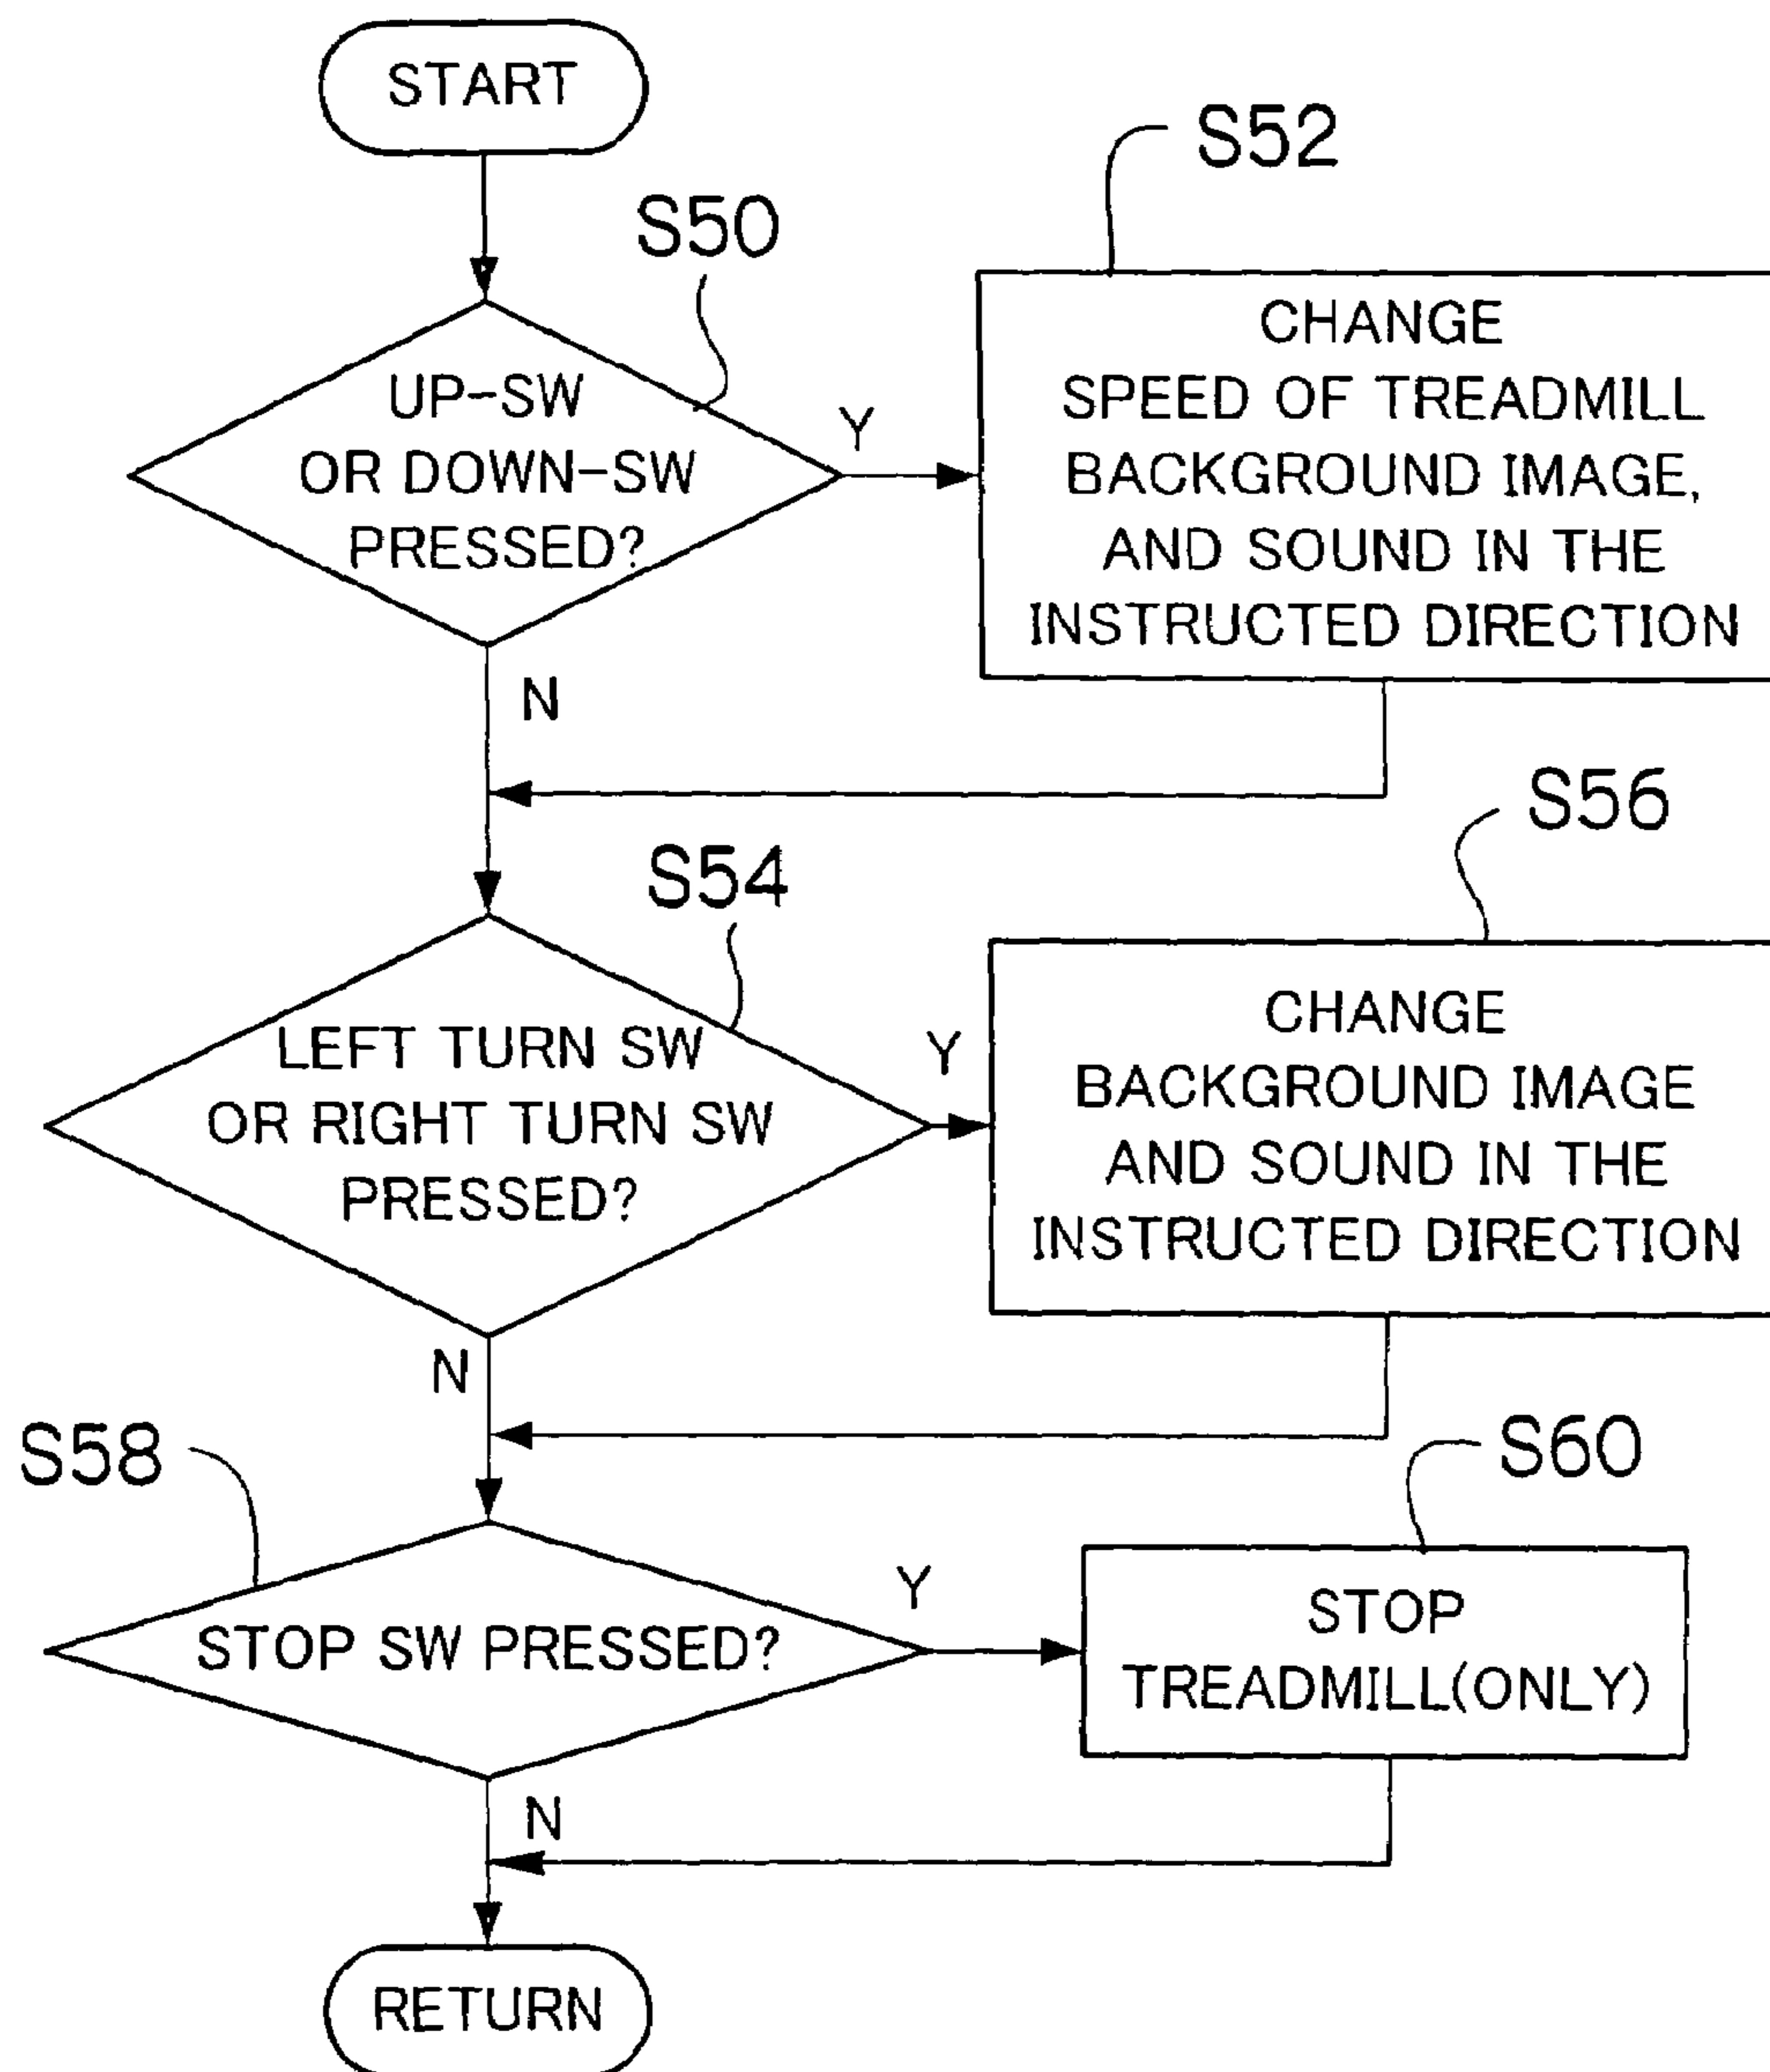 START
S50
UP-SW
OR DOWN-SW
PRESSED?
Y
N
S52
CHANGE
SPEED OF TREADMILL
BACKGROUND IMAGE,
AND SOUND IN THE
INSTRUCTED DIRECTION
S54
LEFT TURN SW
OR RIGHT TURN SW
PRESSED?
Y
N
S56
CHANGE
BACKGROUND IMAGE
AND SOUND IN THE
INSTRUCTED DIRECTION
S58
STOP SW PRESSED?
Y
N
S60
STOP
TREADMILL(ONLY)
RETURN